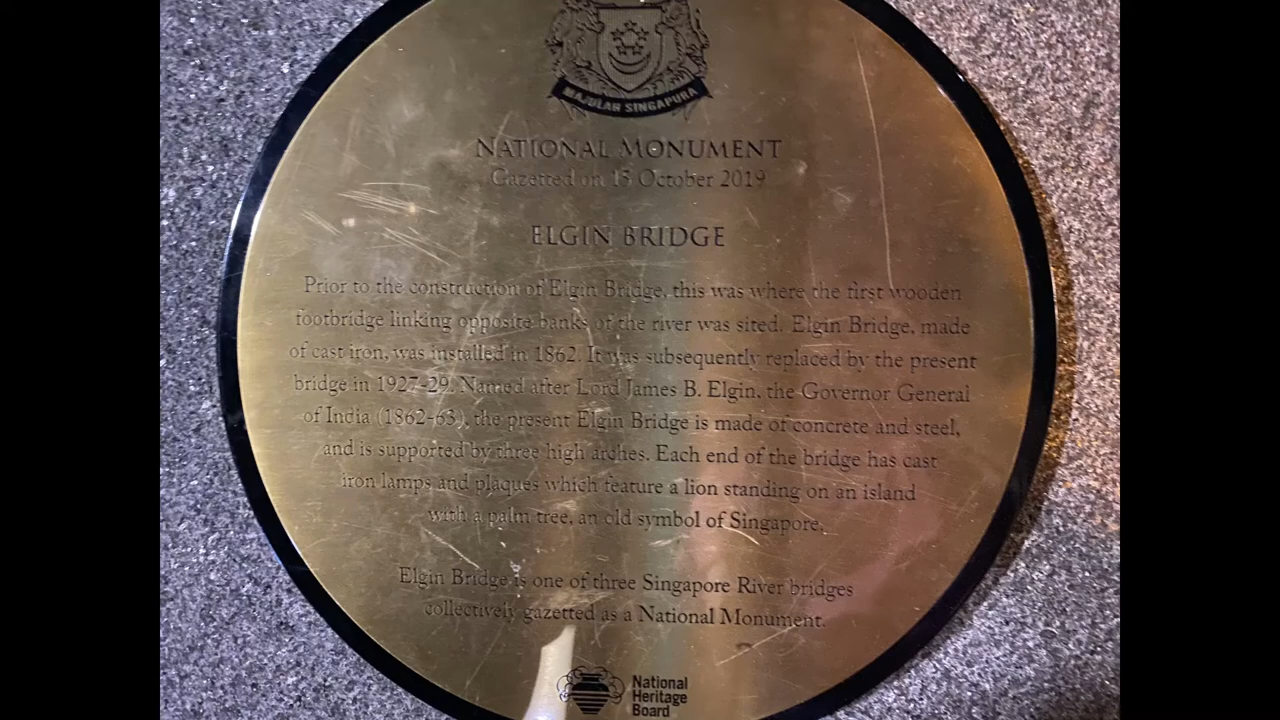 MAJULAH SINGAPURA
NATIONAL MONUMENT
Gazetted on 15 October 2019
ELGIN BRIDGE
Prior to the construction of Elgin Bridge, this was where the first wooden
footbridge linking opposite banks of the river was sited. Elgin Bridge, made
of cast iron, was installed in 1862. It was subsequently replaced by the present
bridge in 1927-29. Named after Lord James B. Elgin, the Governor General
of India (1862-63), the present Elgin Bridge is made of concrete and steel,
and is supported by three high arches. Each end of the bridge has cast
iron lamps and plaques which feature a lion standing on an island
with a palm tree, an old symbol of Singapore.
Elgin Bridge is one of three Singapore River bridges
collectively gazetted as a National Monument.
National
Heritage
Board